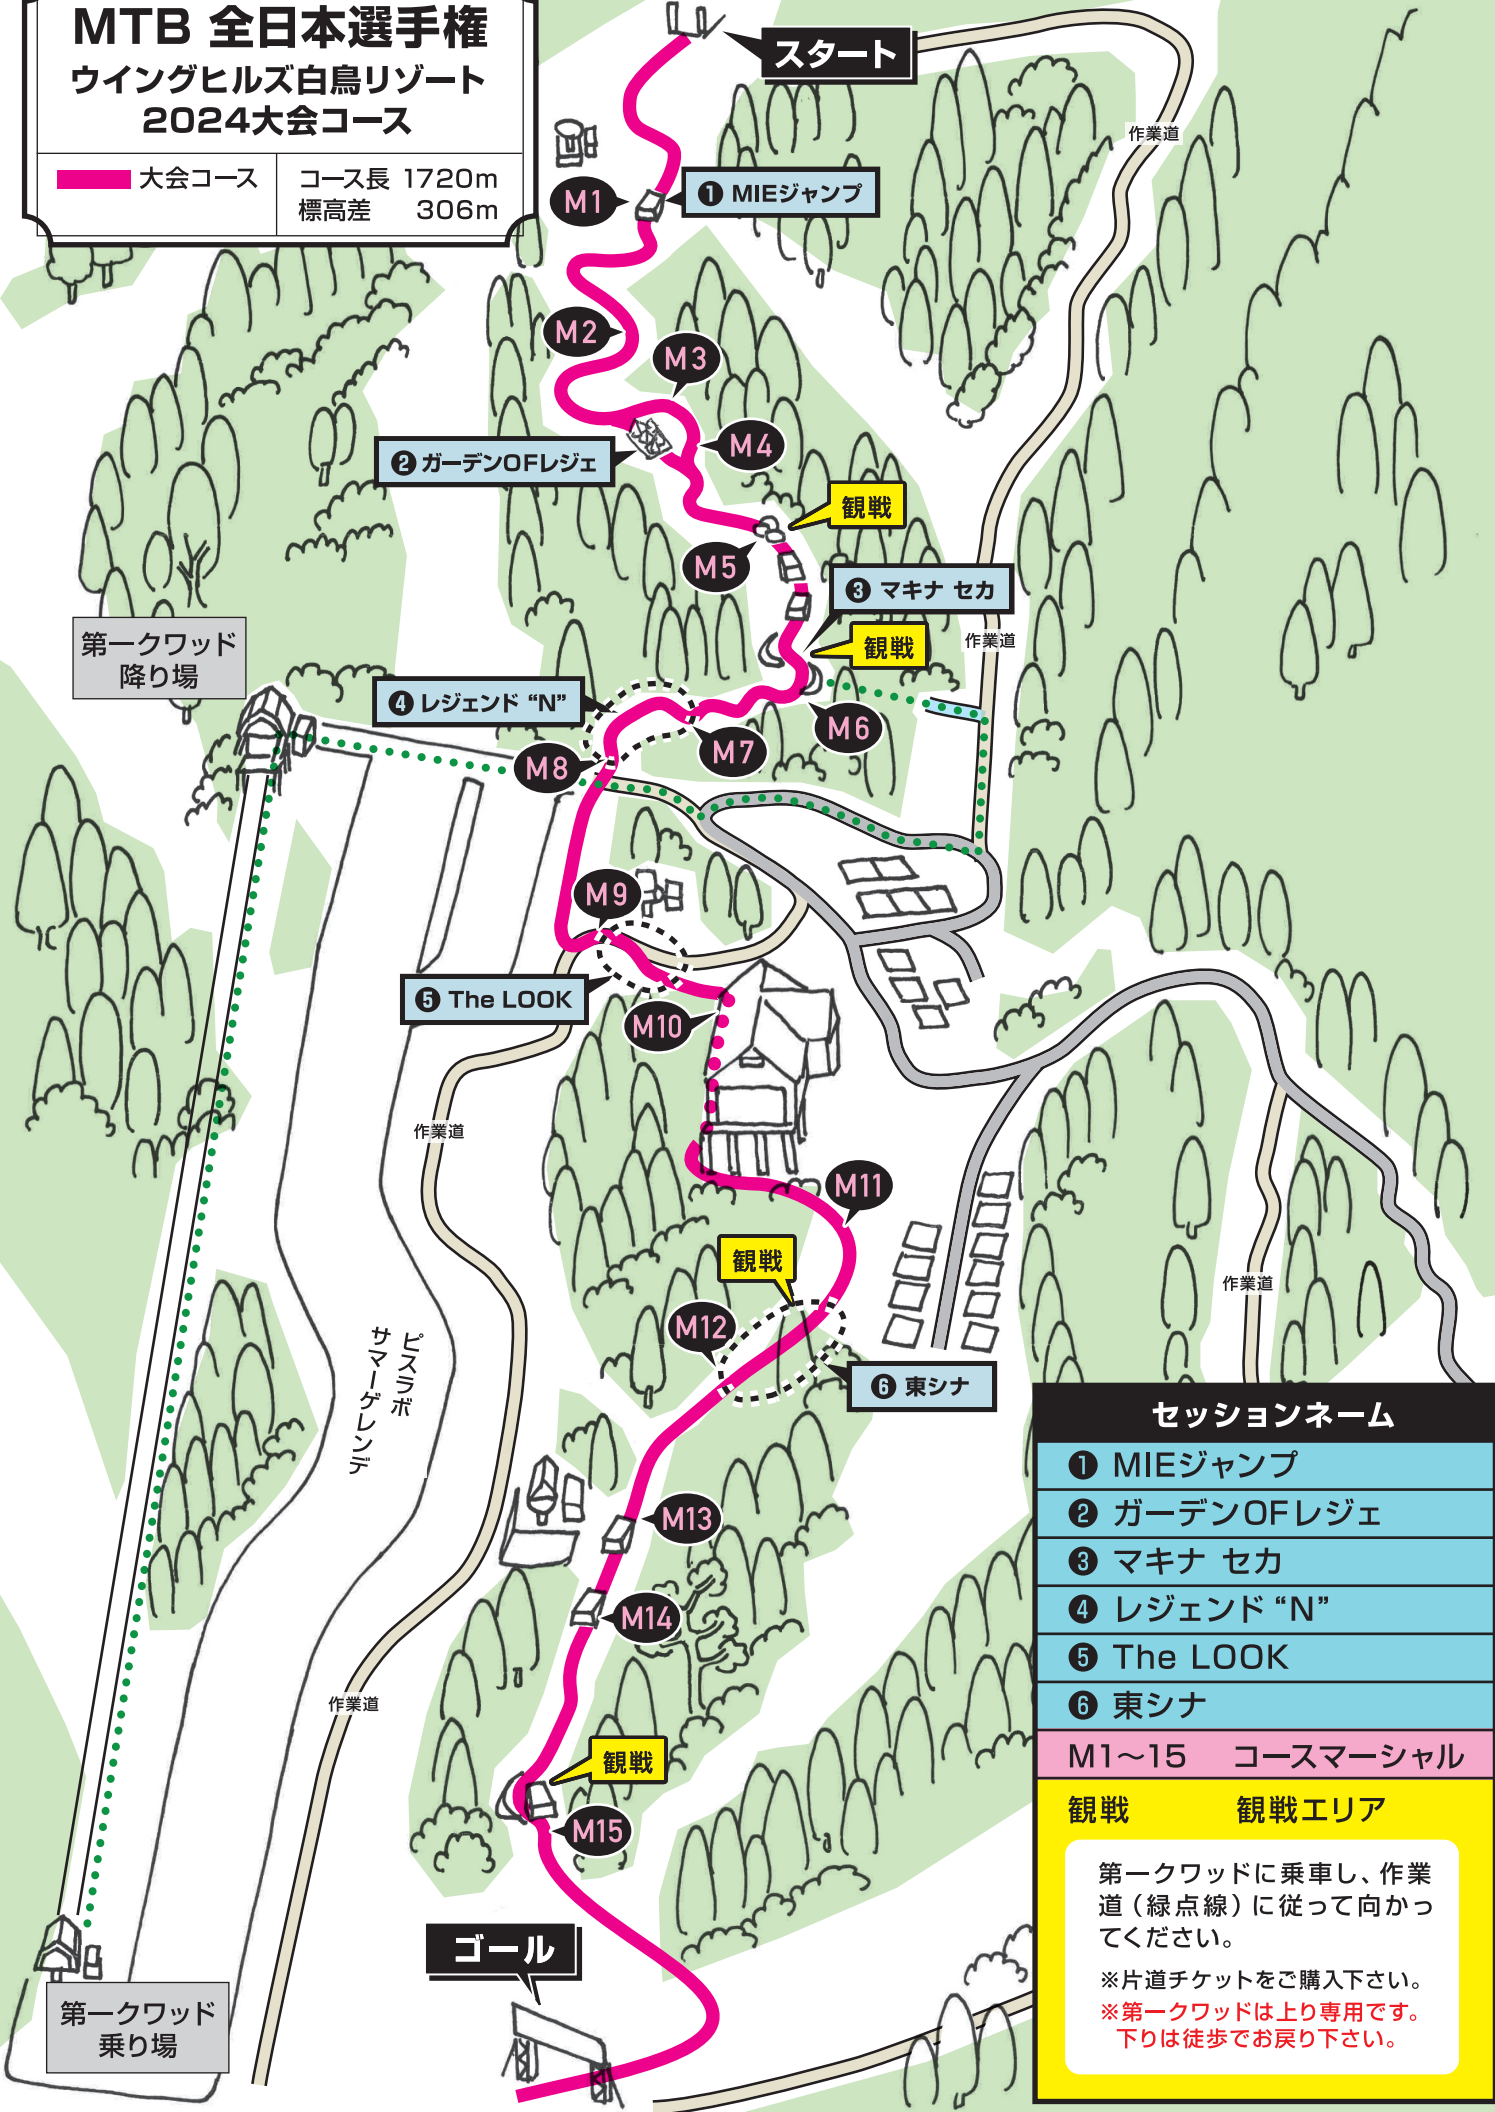 MTB 全日本選手権
ウイングヒルズ白鳥リゾート
2024大会コース
大会コース
コース長 1720m
標高差 306m
スタート
作業道
M1
❶ MIEジャンプ
M2
M3
M4
❷ ガーデンOFレジェ
観戦
M5
❸ マキナ セカ
観戦
作業道
第一クワッド
降り場
❹ レジェンド “N”
M6
M7
M8
M9
❺ The LOOK
M10
作業道
M11
観戦
作業道
M12
❻ 東シナ
ピスラボ
サマーゲレンデ
M13
M14
作業道
観戦
M15
ゴール
第一クワッド
乗り場
セッションネーム
❶ MIEジャンプ
❷ ガーデンOFレジェ
❸ マキナ セカ
❹ レジェンド “N”
❺ The LOOK
❻ 東シナ
M1〜15 コースマーシャル
観戦 観戦エリア
第一クワッドに乗車し、作業
道（緑点線）に従って向かっ
てください。
※片道チケットをご購入下さい。
※第一クワッドは上り専用です。
下りは徒歩でお戻り下さい。